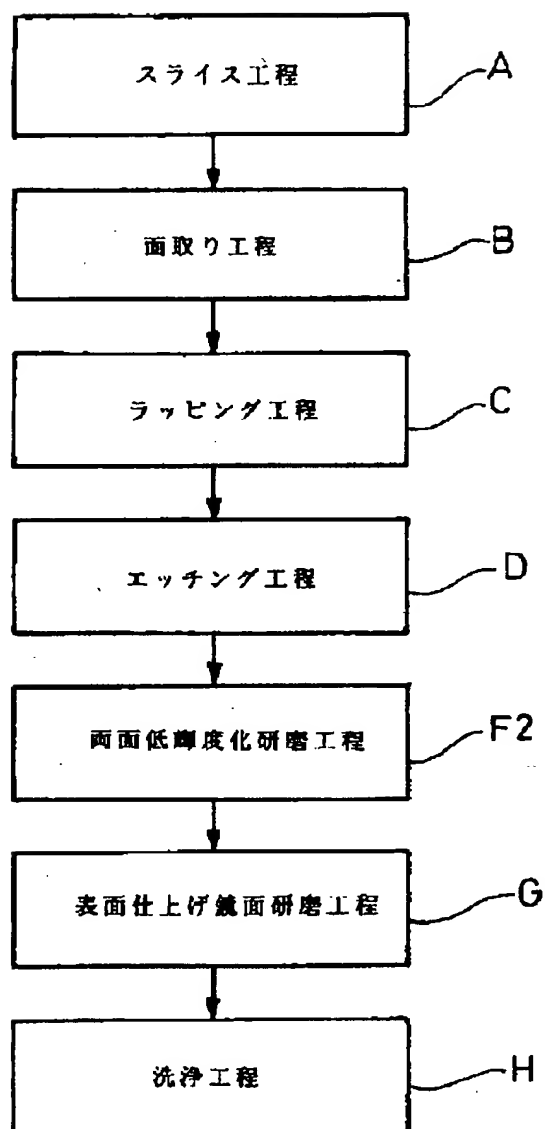 スライス工程
A
面取り工程
B
ラッピング工程
C
エッチング工程
D
両面低輝度化研磨工程
F2
表面仕上げ鏡面研磨工程
G
洗浄工程
H